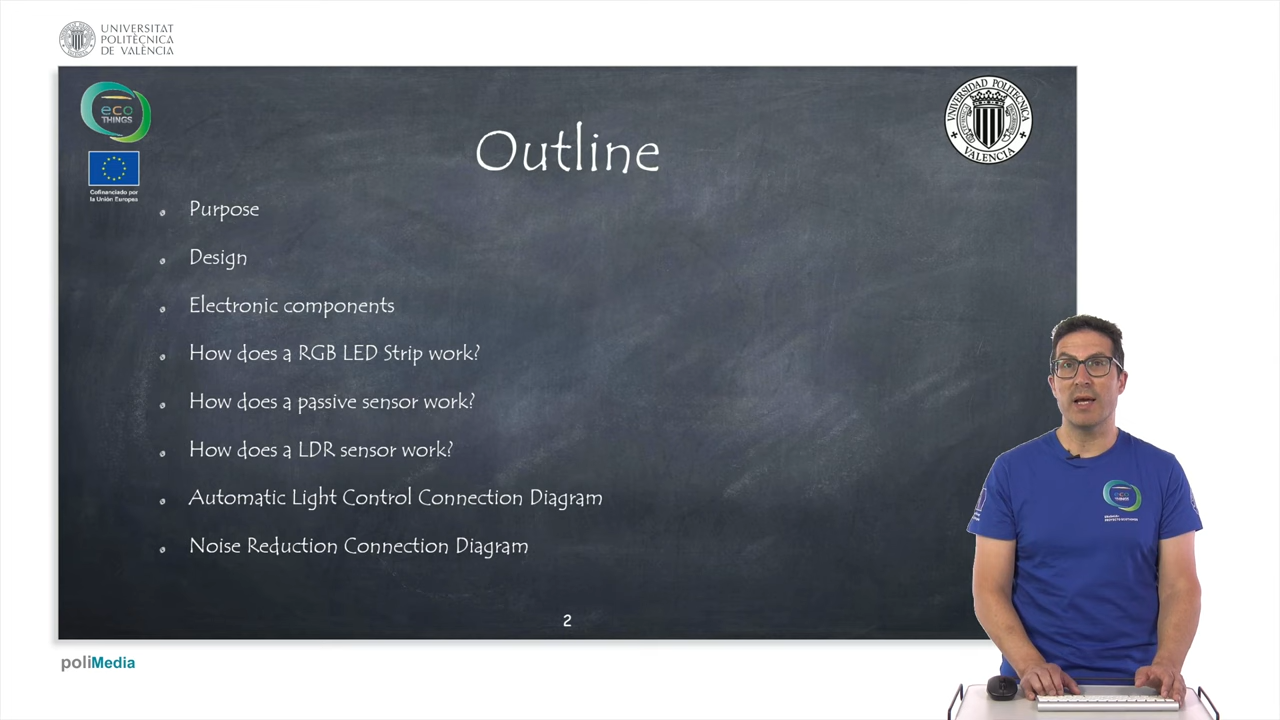 UNIVERSITAT
POLITÈCNICA
DE VALÈNCIA
eco
THINGS
Cofinanciado por
la Unión Europea
UNIVERSIDAD POLITECNICA
VALENCIA
Outline
Purpose
Design
Electronic components
How does a RGB LED Strip work?
How does a passive sensor work?
How does a LDR sensor work?
Automatic Light Control Connection Diagram
Noise Reduction Connection Diagram
2
eco
THINGS
poliMedia